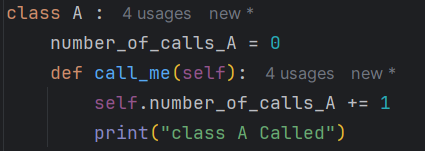 class A :  4 usages  new *
    number_of_calls_A = 0
    def call_me(self):  4 usages  new *
        self.number_of_calls_A += 1
        print("class A Called")